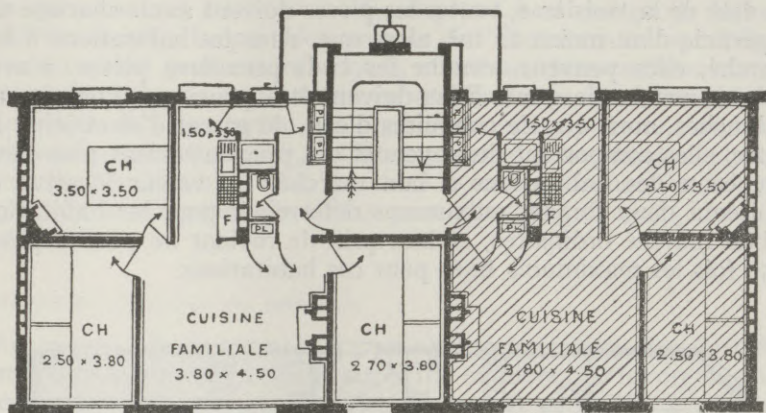 PL
PL
PL
PL
1.50 x 3.50
1.50 x 3.50
CH
3.50 x 3.50
CH
3.50 x 3.50
F
F
PL
PL
CH
2.50 x 3.80
CUISINE
FAMILIALE
3.80 x 4.50
CH
2.70 x 3.80
CUISINE
FAMILIALE
3.80 x 4.50
CH
2.50 x 3.80